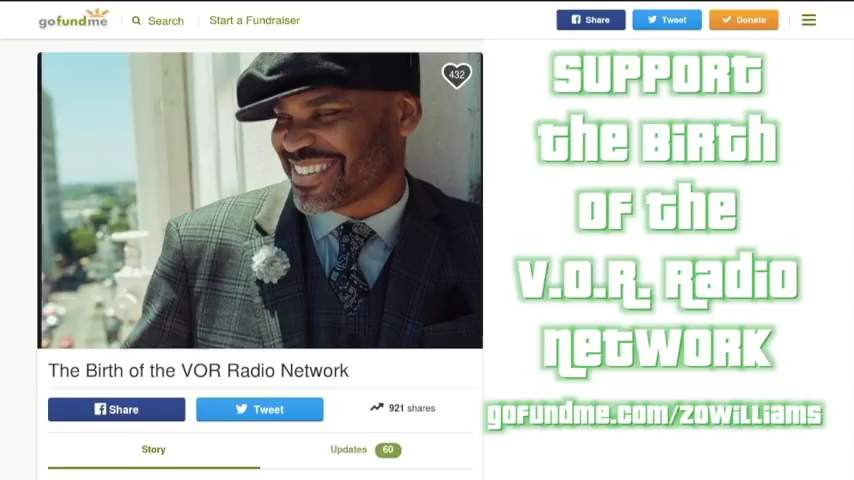 gofundme
Search
Start a Fundraiser
Share
Tweet
Donate
432
SUPPORT
the BiRtH
OF the
V.O.R. RADiO
NETWORK
gofundme.com/zowilliams
The Birth of the VOR Radio Network
Share
Tweet
921 shares
Story
Updates 60